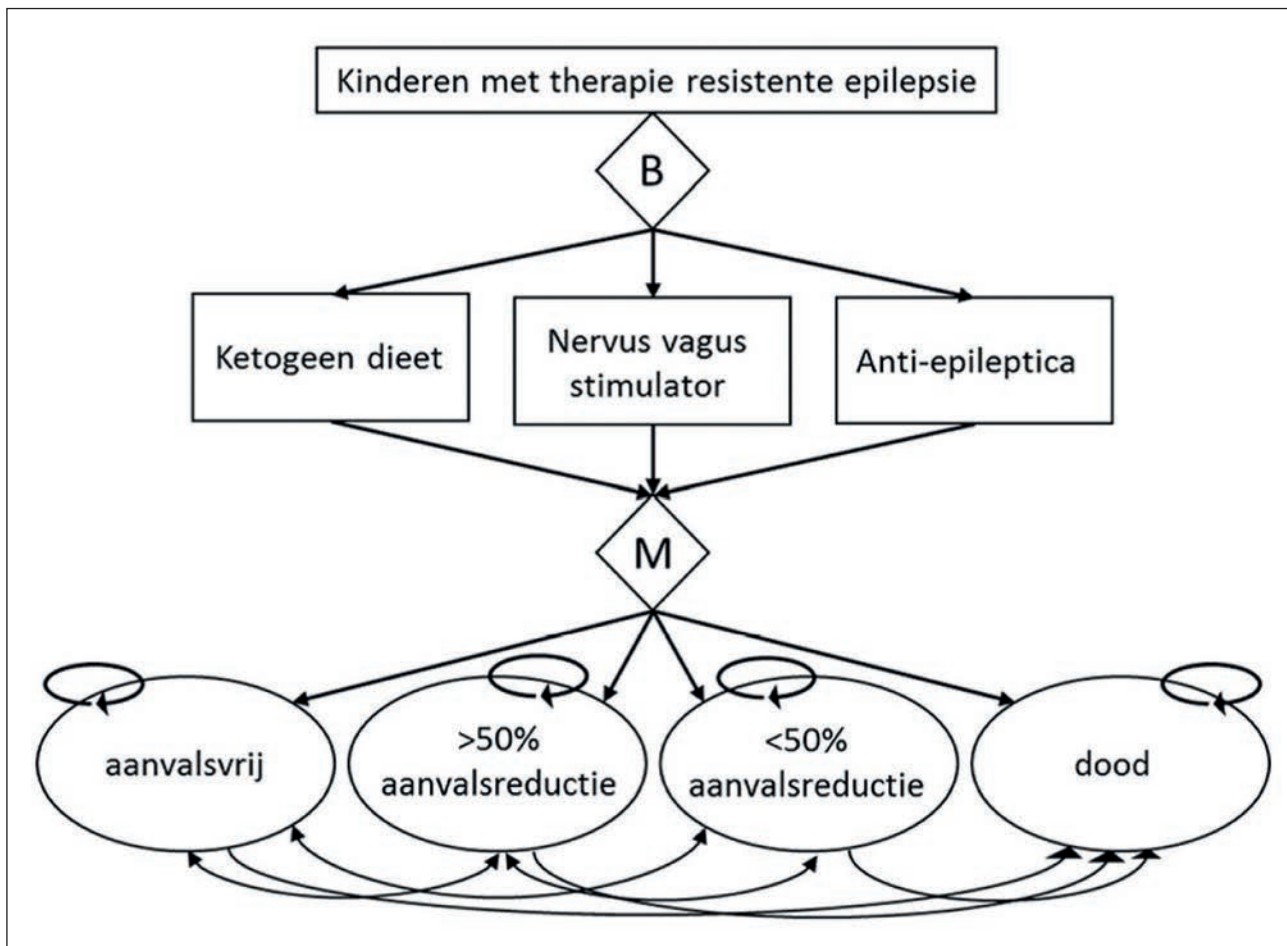 Kinderen met therapie resistente epilepsie
B
Ketogeen dieet
Nervus vagus
stimulator
Anti-epileptica
M
aanvalsvrij
>50%
aanvalsreductie
<50%
aanvalsreductie
dood